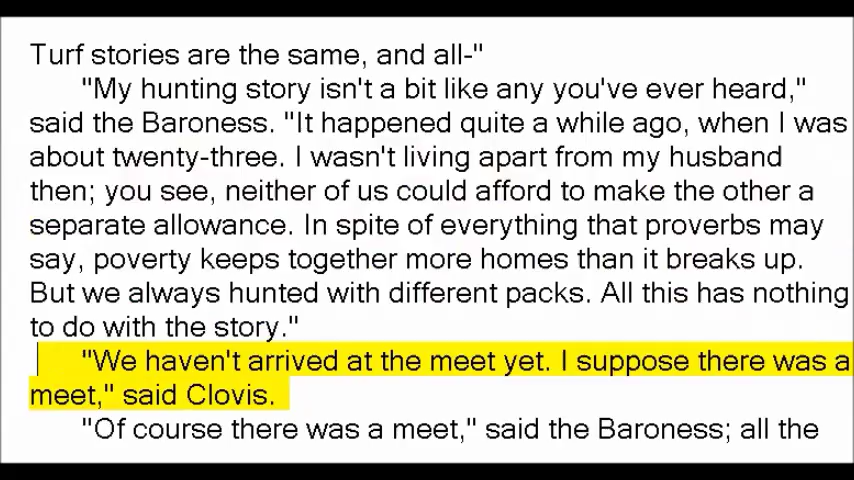 Turf stories are the same, and all-"
"My hunting story isn't a bit like any you've ever heard,"
said the Baroness. "It happened quite a while ago, when I was
about twenty-three. I wasn't living apart from my husband
then; you see, neither of us could afford to make the other a
separate allowance. In spite of everything that proverbs may
say, poverty keeps together more homes than it breaks up.
But we always hunted with different packs. All this has nothing
to do with the story."
"We haven't arrived at the meet yet. I suppose there was a
meet," said Clovis.
"Of course there was a meet," said the Baroness; all the